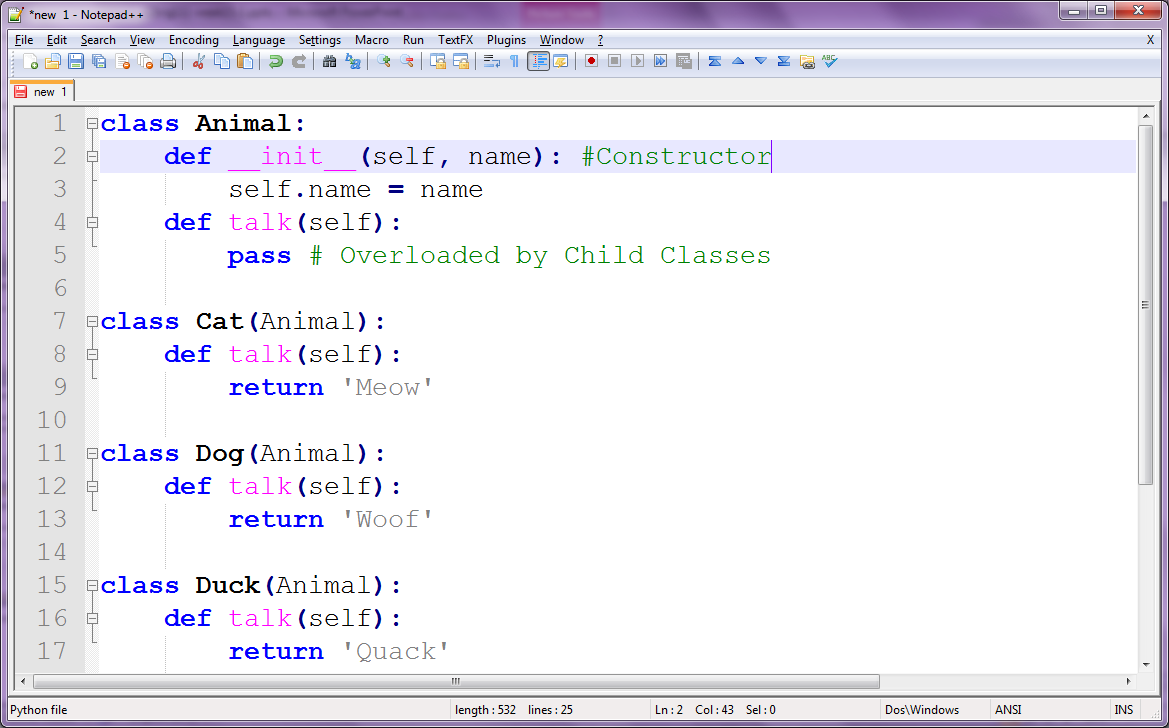 *new 1 - Notepad++
File Edit Search View Encoding Language Settings Macro Run TextFX Plugins Window ? X
new 1
1 class Animal:
2     def __init__(self, name): #Constructor
3         self.name = name
4     def talk(self):
5         pass # Overloaded by Child Classes
6
7 class Cat(Animal):
8     def talk(self):
9         return 'Meow'
10
11 class Dog(Animal):
12     def talk(self):
13         return 'Woof'
14
15 class Duck(Animal):
16     def talk(self):
17         return 'Quack'
Python file length : 532 lines : 25 Ln : 2 Col : 43 Sel : 0 Dos\Windows ANSI INS